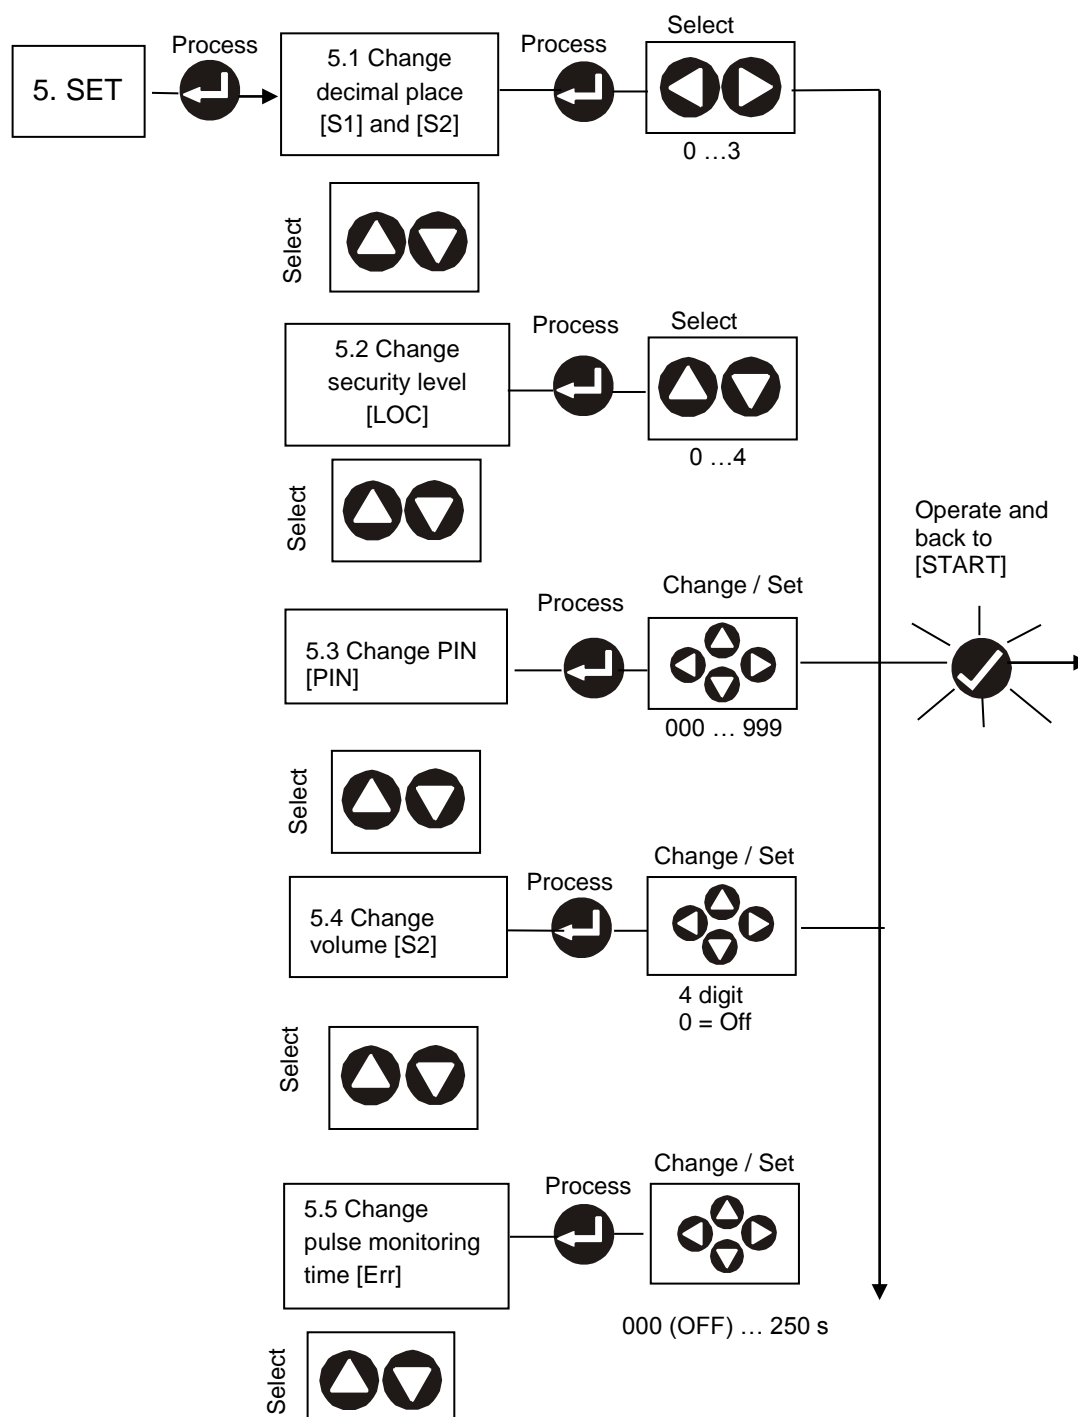 5. SET
Process
5.1 Change
decimal place
[S1] and [S2]
Process
Select
0 …3
Select
5.2 Change
security level
[LOC]
Process
Select
0 …4
Select
5.3 Change PIN
[PIN]
Process
Change / Set
000 … 999
Operate and
back to
[START]
Select
5.4 Change
volume [S2]
Process
Change / Set
4 digit
0 = Off
Select
5.5 Change
pulse monitoring
time [Err]
Process
Change / Set
000 (OFF) … 250 s
Select